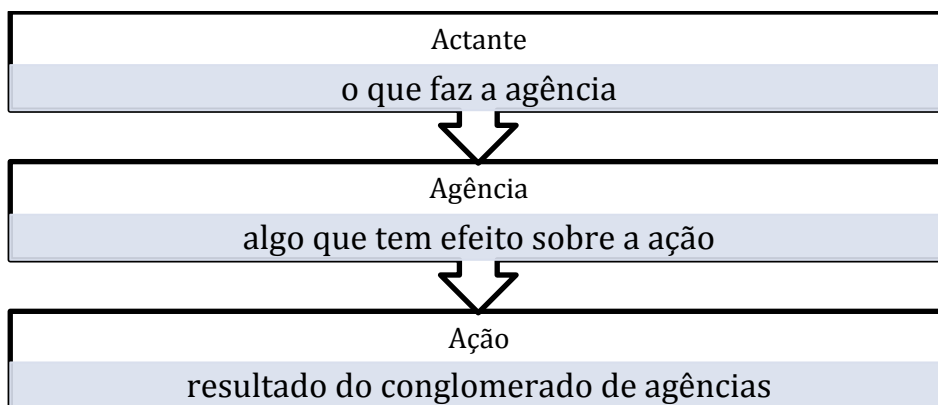 Actante
o que faz a agência
Agência
algo que tem efeito sobre a ação
Ação
resultado do conglomerado de agências